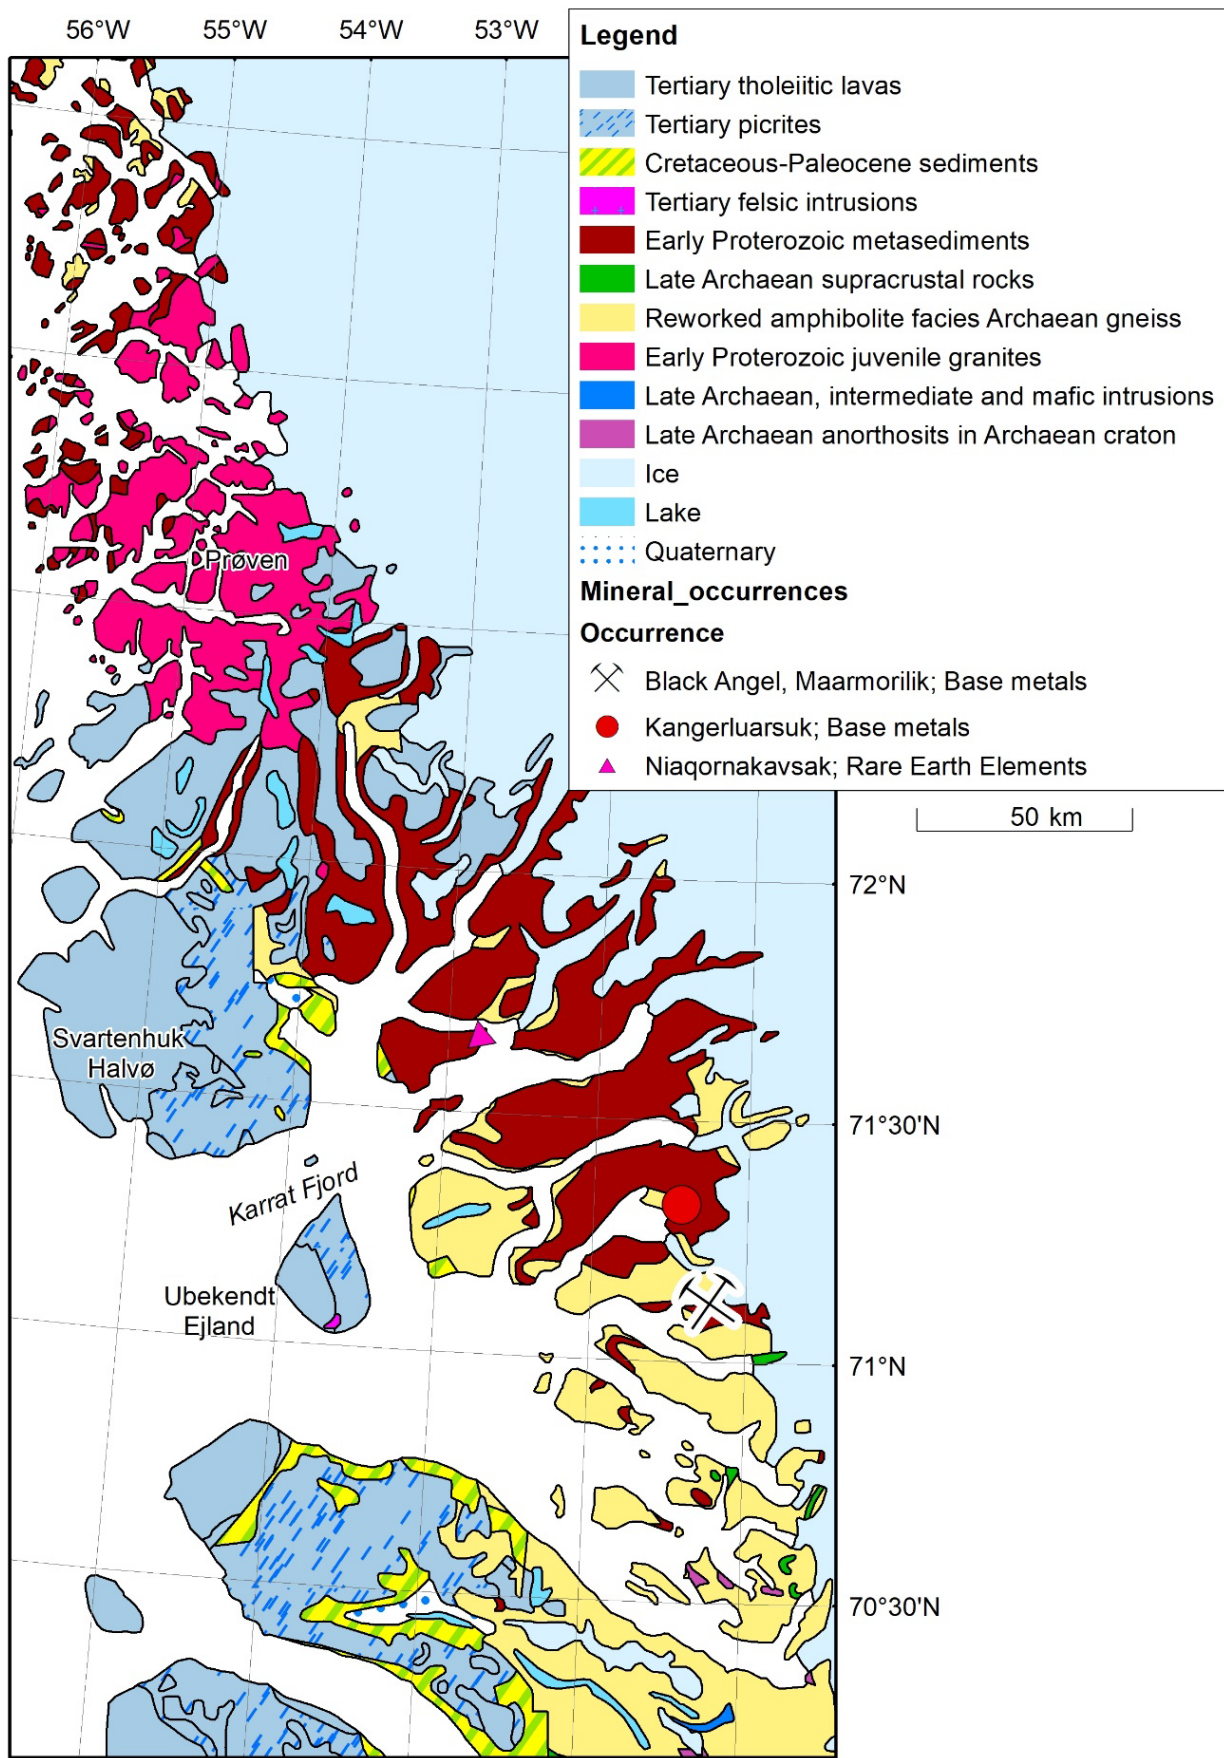 56°W 55°W 54°W 53°W
Legend
Tertiary tholeiitic lavas
Tertiary picrites
Cretaceous-Paleocene sediments
Tertiary felsic intrusions
Early Proterozoic metasediments
Late Archaean supracrustal rocks
Reworked amphibolite facies Archaean gneiss
Early Proterozoic juvenile granites
Late Archaean, intermediate and mafic intrusions
Late Archaean anorthosits in Archaean craton
Ice
Lake
Quaternary
Mineral_occurrences
Occurrence
Black Angel, Maarmorilik; Base metals
Kangerluarsuk; Base metals
Niaqornakavsak; Rare Earth Elements
Prøven
50 km
72°N
Svartenhuk
Halvø
71°30'N
Karrat Fjord
Ubekendt
Ejland
71°N
70°30'N